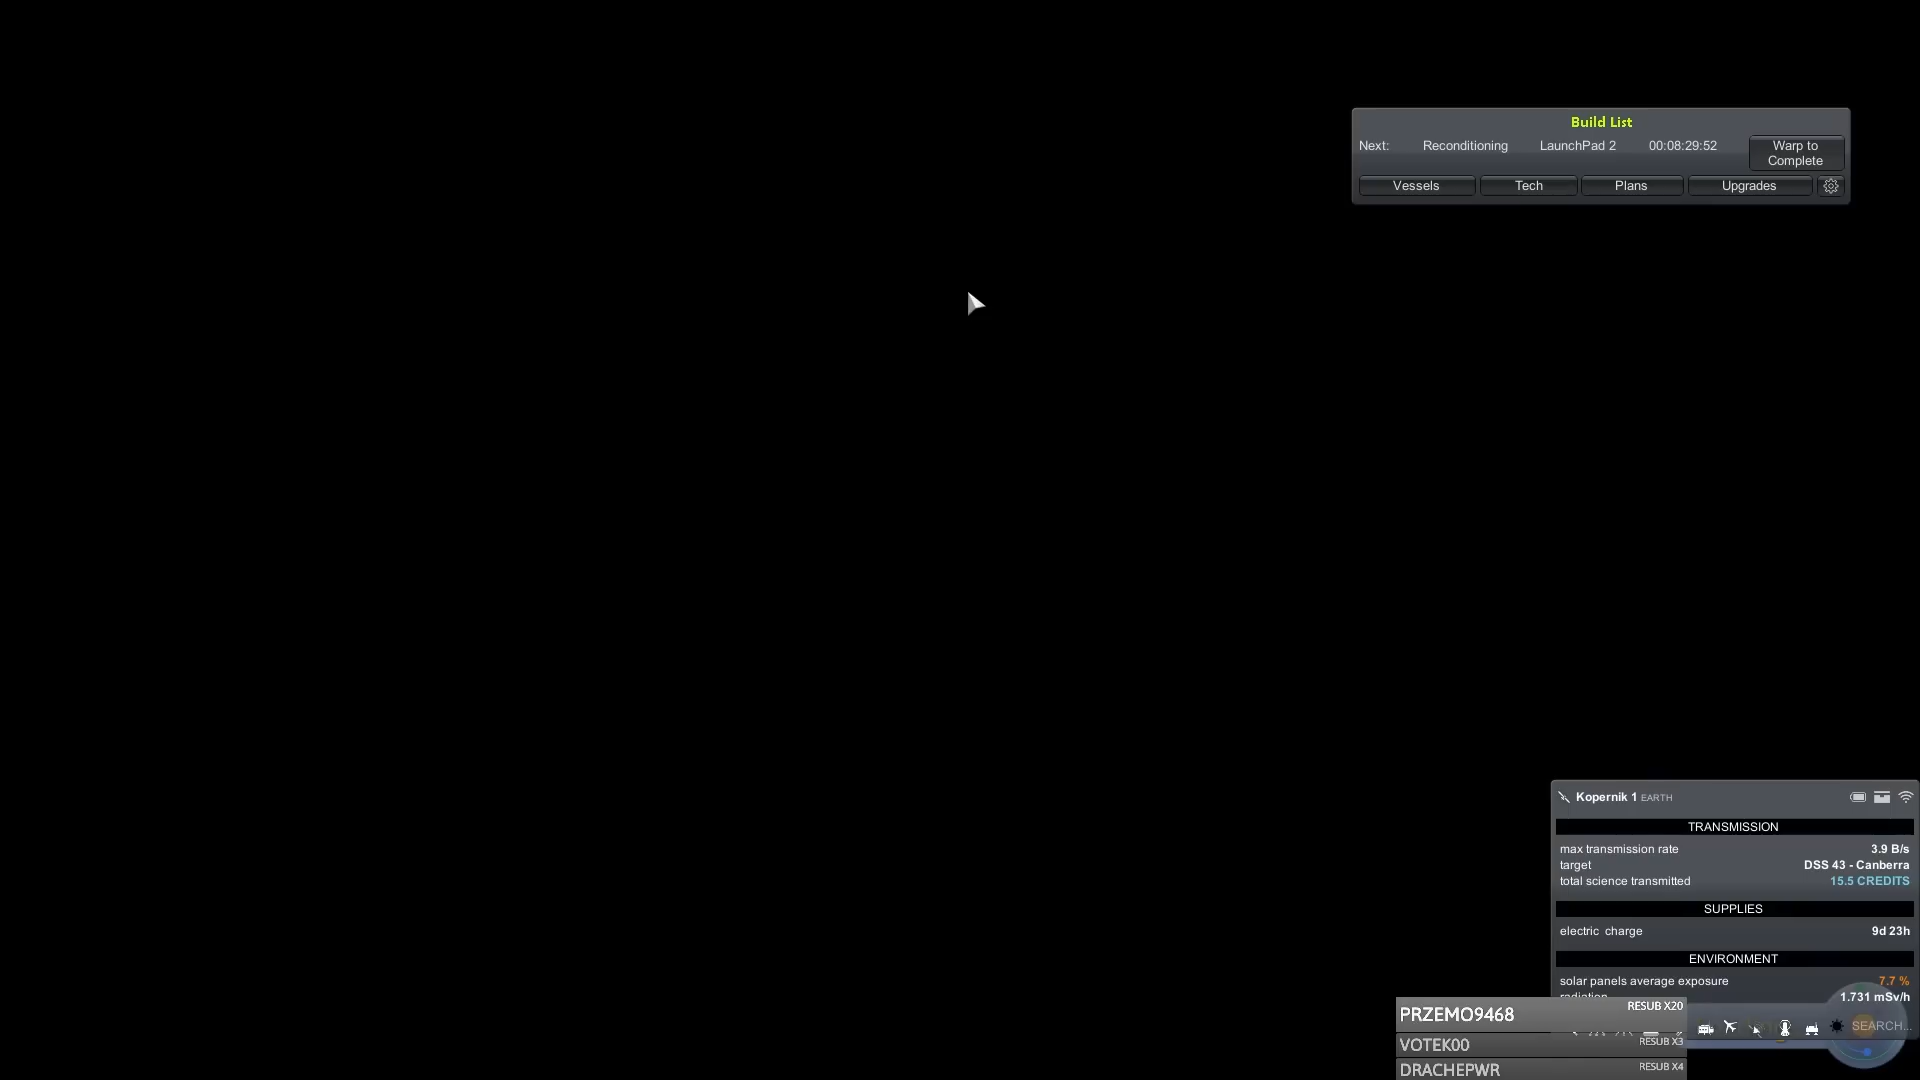 Build List
Next: Reconditioning LaunchPad 2 00:08:29:52 Warp to Complete
Vessels Tech Plans Upgrades
Kopernik 1 EARTH
TRANSMISSION
max transmission rate 3.9 B/s
target DSS 43 - Canberra
total science transmitted 15.5 CREDITS
SUPPLIES
electric charge 9d 23h
ENVIRONMENT
solar panels average exposure 7.7 %
radiation 1.731 mSv/h
PRZEMO9468 RESUB X20
SEARCH...
VOTEK00 RESUB X3
DRACHEPWR RESUB X4